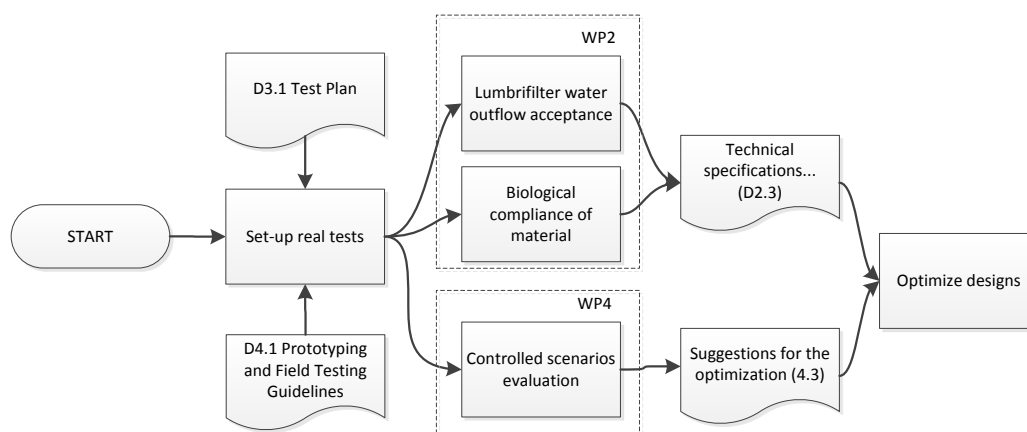 WP2
D3.1 Test Plan
Lumbrifilter water
outflow acceptance
Technical
specifications...
(D2.3)
Biological
compliance of
material
START
Set-up real tests
Optimize designs
WP4
D4.1 Prototyping
and Field Testing
Guidelines
Controlled scenarios
evaluation
Suggestions for the
optimization (4.3)